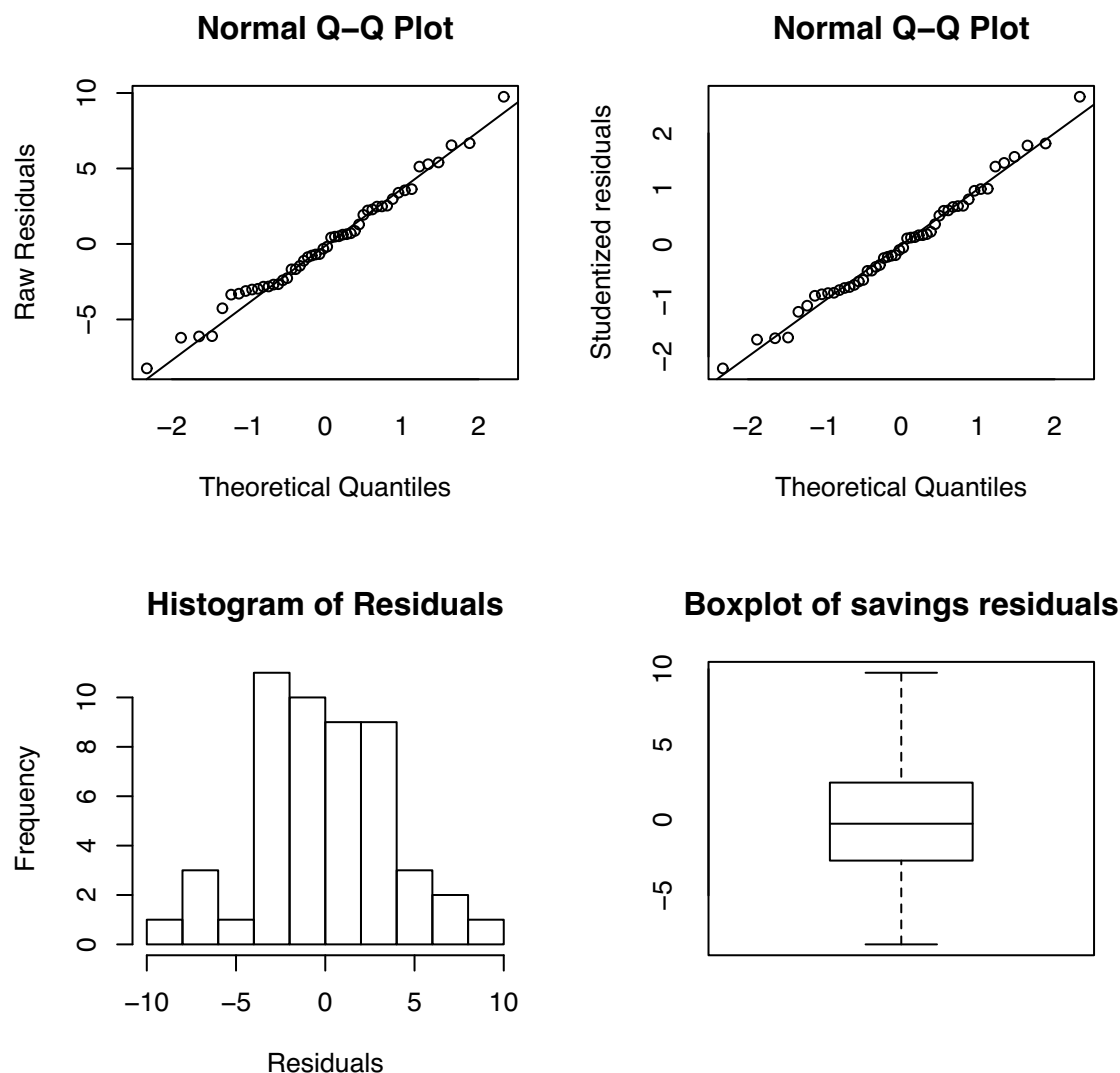 Normal Q−Q Plot
Raw Residuals
10
5
0
−5
−2 −1 0 1 2
Theoretical Quantiles
Normal Q−Q Plot
Studentized residuals
2
1
0
−1
−2
−2 −1 0 1 2
Theoretical Quantiles
Histogram of Residuals
Frequency
10
8
6
4
2
0
−10 −5 0 5 10
Residuals
Boxplot of savings residuals
10
5
0
−5